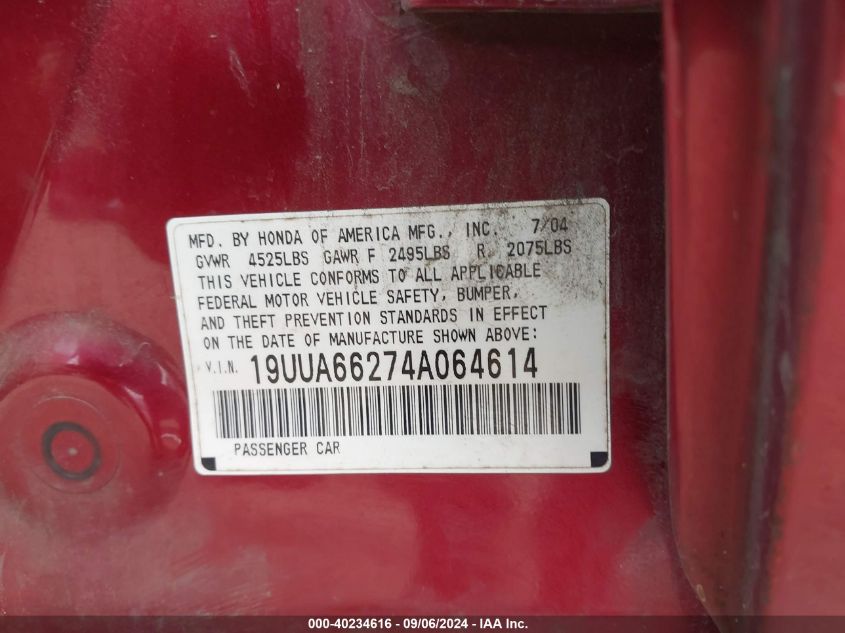 MFD. BY HONDA OF AMERICA MFG., INC. 7/04
GVWR 4525LBS GAWR F 2495LBS R 2075LBS
THIS VEHICLE CONFORMS TO ALL APPLICABLE
FEDERAL MOTOR VEHICLE SAFETY, BUMPER,
AND THEFT PREVENTION STANDARDS IN EFFECT
ON THE DATE OF MANUFACTURE SHOWN ABOVE:
V.I.N. 19UUA66274A064614
PASSENGER CAR
000-40234616 - 09/06/2024 - IAA Inc.